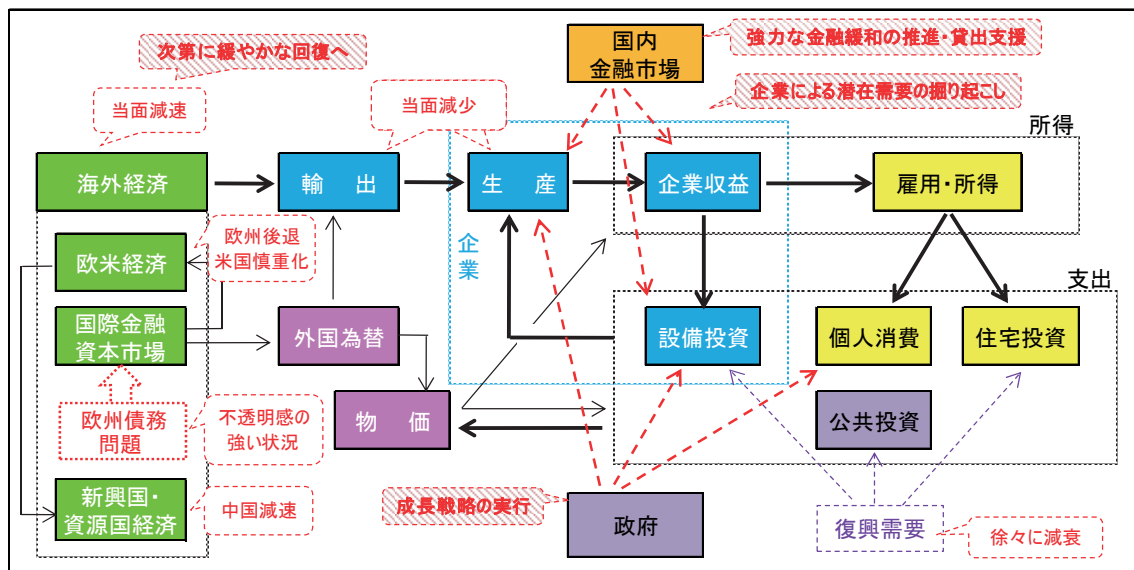 国内
金融市場
強力な金融緩和の推進・貸出支援
次第に緩やかな回復へ
企業による潜在需要の掘り起こし
当面減速
当面減少
所得
海外経済
輸 出
生 産
企業収益
雇用・所得
企
業
欧州後退
米国慎重化
欧米経済
支出
国際金融
資本市場
外国為替
設備投資
個人消費
住宅投資
欧州債務
問題
不透明感の
強い状況
物 価
公共投資
新興国・
資源国経済
中国減速
成長戦略の実行
政府
復興需要
徐々に減衰